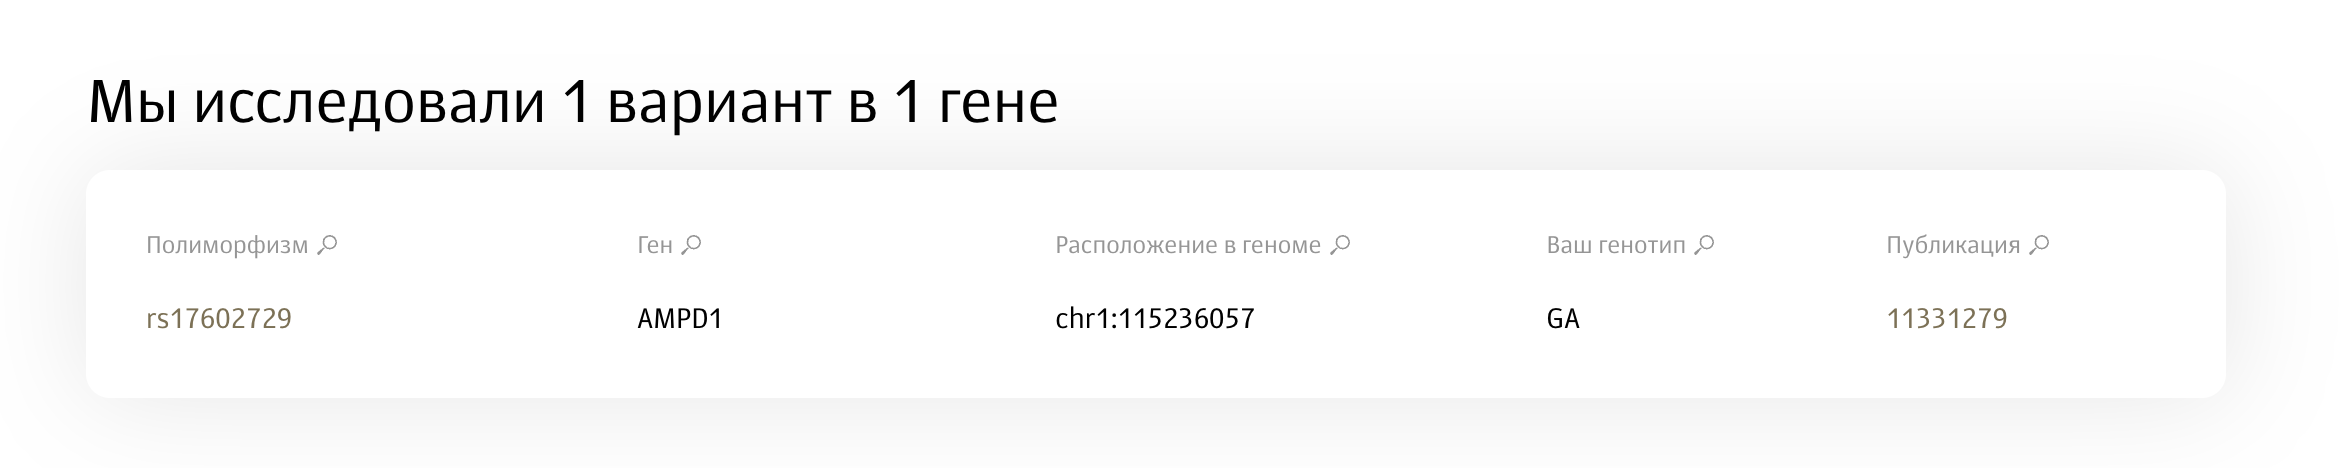 Мы исследовали 1 вариант в 1 гене
Полиморфизм Ген Расположение в геноме Ваш генотип Публикация
rs17602729 AMPD1 chr1:115236057 GA 11331279